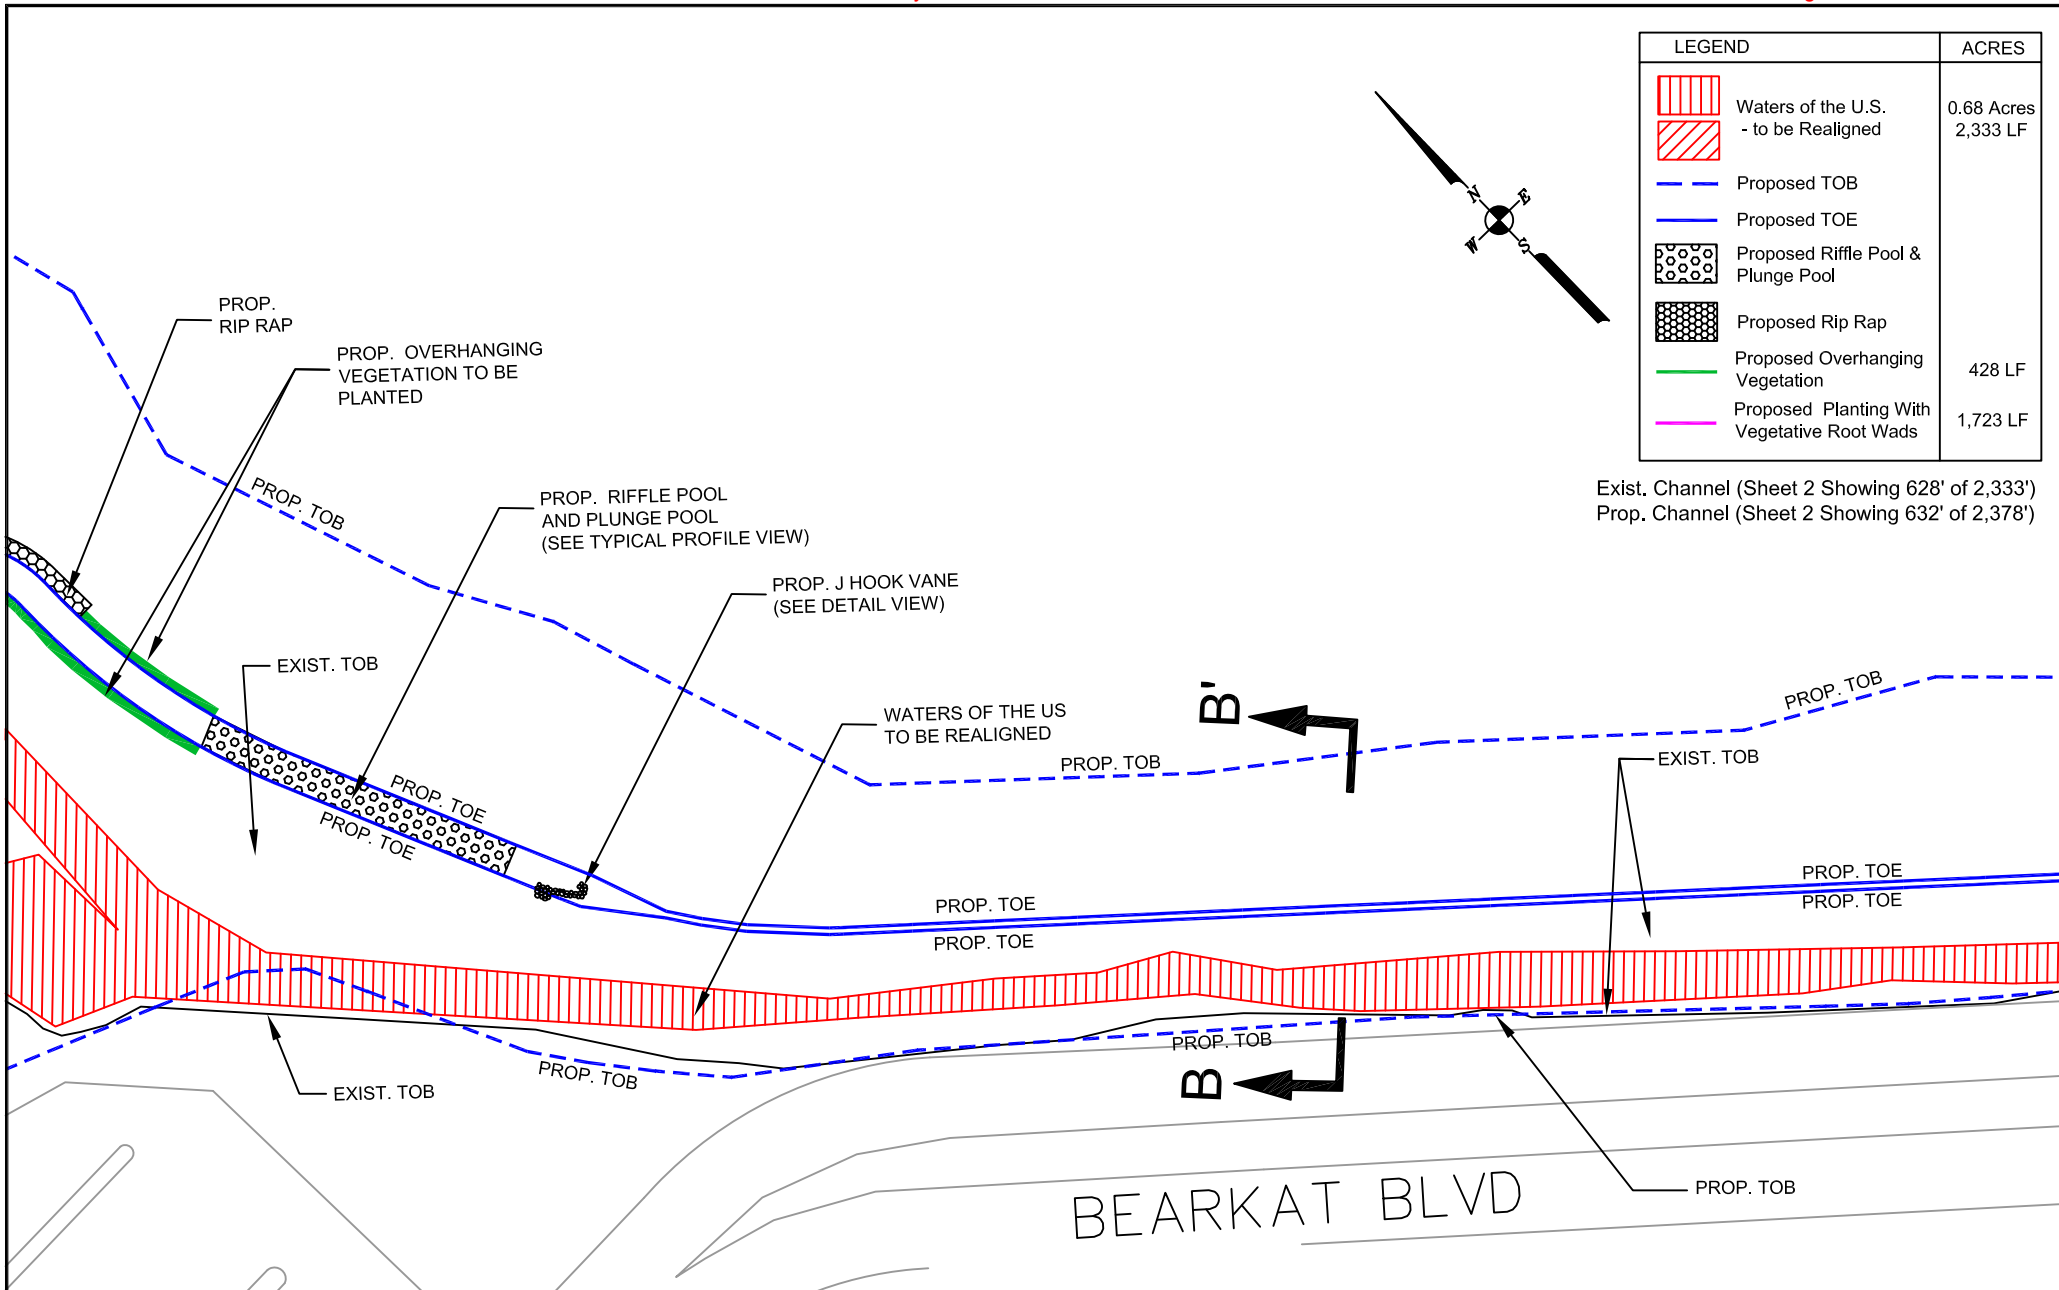 LEGEND
ACRES
Waters of the U.S.
- to be Realigned
0.68 Acres
2,333 LF
Proposed TOB
Proposed TOE
Proposed Riffle Pool &
Plunge Pool
Proposed Rip Rap
Proposed Overhanging
Vegetation
428 LF
Proposed Planting With
Vegetative Root Wads
1,723 LF
Exist. Channel (Sheet 2 Showing 628' of 2,333')
Prop. Channel (Sheet 2 Showing 632' of 2,378')
N
E
W
S
PROP.
RIP RAP
PROP. OVERHANGING
VEGETATION TO BE
PLANTED
PROP. TOB
PROP. RIFFLE POOL
AND PLUNGE POOL
(SEE TYPICAL PROFILE VIEW)
PROP. J HOOK VANE
(SEE DETAIL VIEW)
EXIST. TOB
WATERS OF THE US
TO BE REALIGNED
B'
PROP. TOB
PROP. TOB
EXIST. TOB
PROP. TOE
PROP. TOE
PROP. TOE
PROP. TOE
PROP. TOE
PROP. TOE
PROP. TOB
PROP. TOB
B
EXIST. TOB
PROP. TOB
BEARKAT BLVD